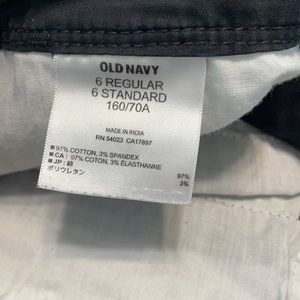 OLD NAVY
6 REGULAR
6 STANDARD
160/70A
MADE IN INDIA
RN 54023 CA17897
■ 97% COTTON, 3% SPANDEX
■ CA : 97% COTTON, 3% ÉLASTHANNE
■ JP : 綿 97%
ポリウレタン 3%